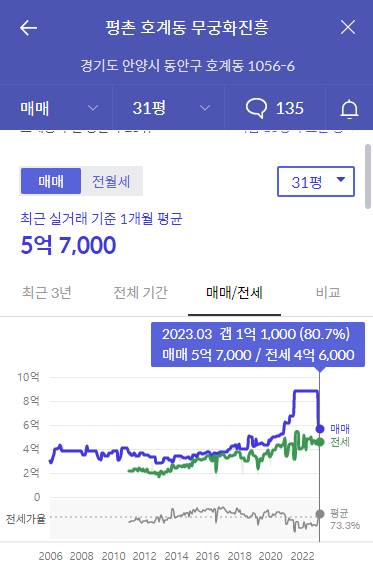 평촌 호계동 무궁화진흥
경기도 안양시 동안구 호계동 1056-6
매매 31평 135
매매 전월세 31평
최근 실거래 기준 1개월 평균
5억 7,000
최근 3년 전체 기간 매매/전세 비교
2023.03 갭 1억 1,000 (80.7%)
매매 5억 7,000 / 전세 4억 6,000
10억
8억
6억
4억
2억
0
매매
전세
전세가율
평균
73.3%
2006 2008 2010 2012 2014 2016 2018 2020 2022